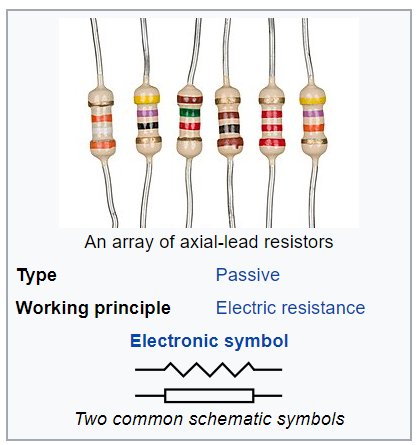 An array of axial-lead resistors
Type Passive
Working principle Electric resistance
Electronic symbol
Two common schematic symbols